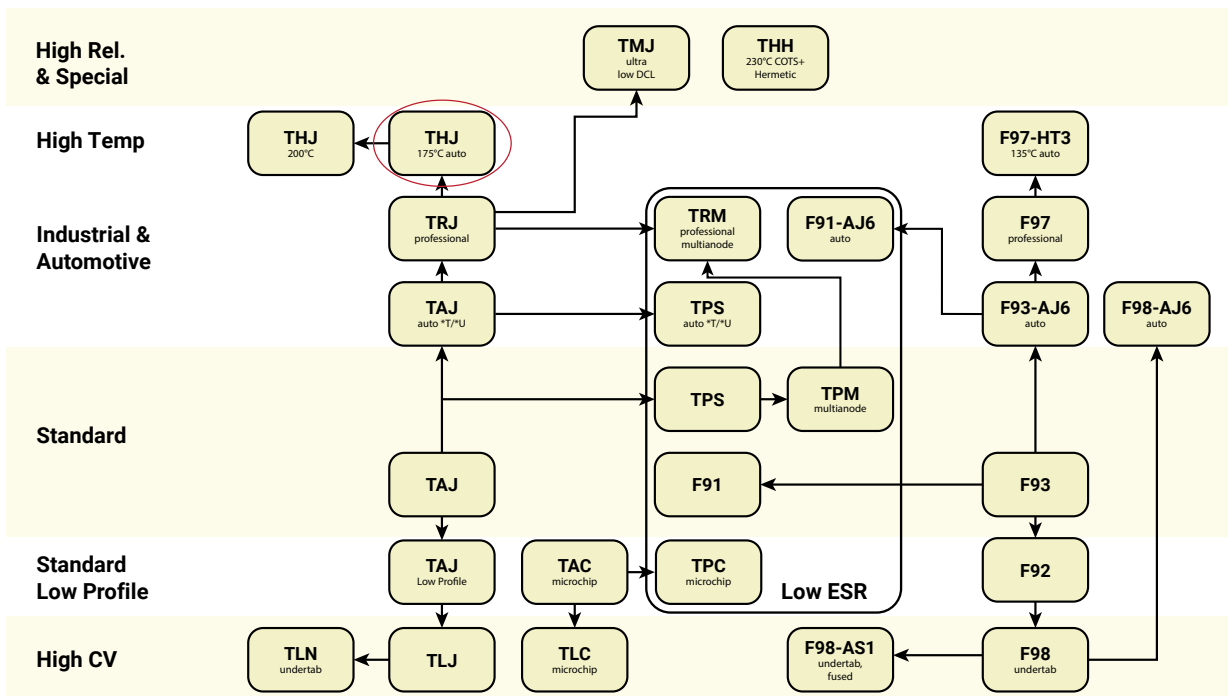 High Rel.
& Special
TMJ
ultra
low DCL
THH
230°C COTS+
Hermetic
High Temp
THJ
200°C
THJ
175°C auto
F97-HT3
135°C auto
Industrial &
Automotive
TRJ
professional
TRM
professional
multianode
F91-AJ6
auto
F97
professional
TAJ
auto *T/*U
TPS
auto *T/*U
F93-AJ6
auto
F98-AJ6
auto
Standard
TPS
TPM
multianode
TAJ
F91
F93
Standard
Low Profile
TAJ
Low Profile
TAC
microchip
TPC
microchip
Low ESR
F92
High CV
TLN
undertab
TLJ
TLC
microchip
F98-AS1
undertab,
fused
F98
undertab